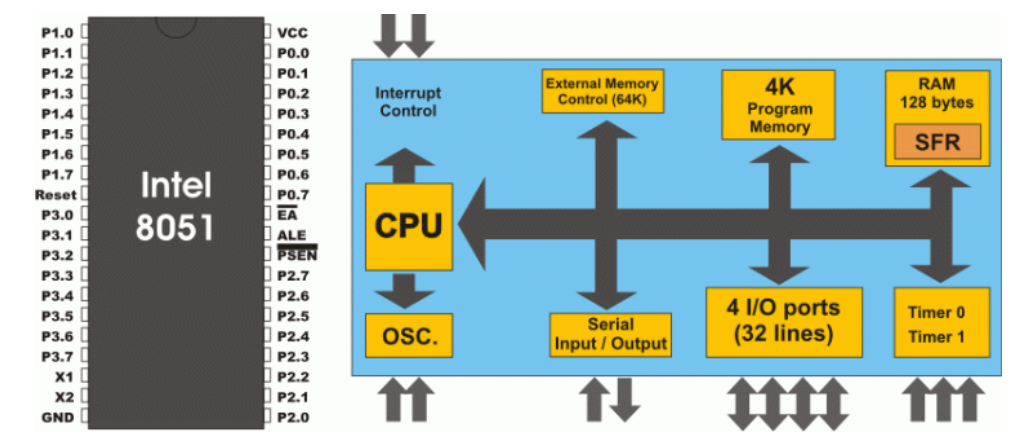 P1.0
P1.1
P1.2
P1.3
P1.4
P1.5
P1.6
P1.7
Reset
P3.0
P3.1
P3.2
P3.3
P3.4
P3.5
P3.6
P3.7
X1
X2
GND
Intel
8051
VCC
P0.0
P0.1
P0.2
P0.3
P0.4
P0.5
P0.6
P0.7
EA
ALE
PSEN
P2.7
P2.6
P2.5
P2.4
P2.3
P2.2
P2.1
P2.0
Interrupt
Control
External Memory
Control (64K)
4K
Program
Memory
RAM
128 bytes
SFR
CPU
OSC.
Serial
Input / Output
4 I/O ports
(32 lines)
Timer 0
Timer 1